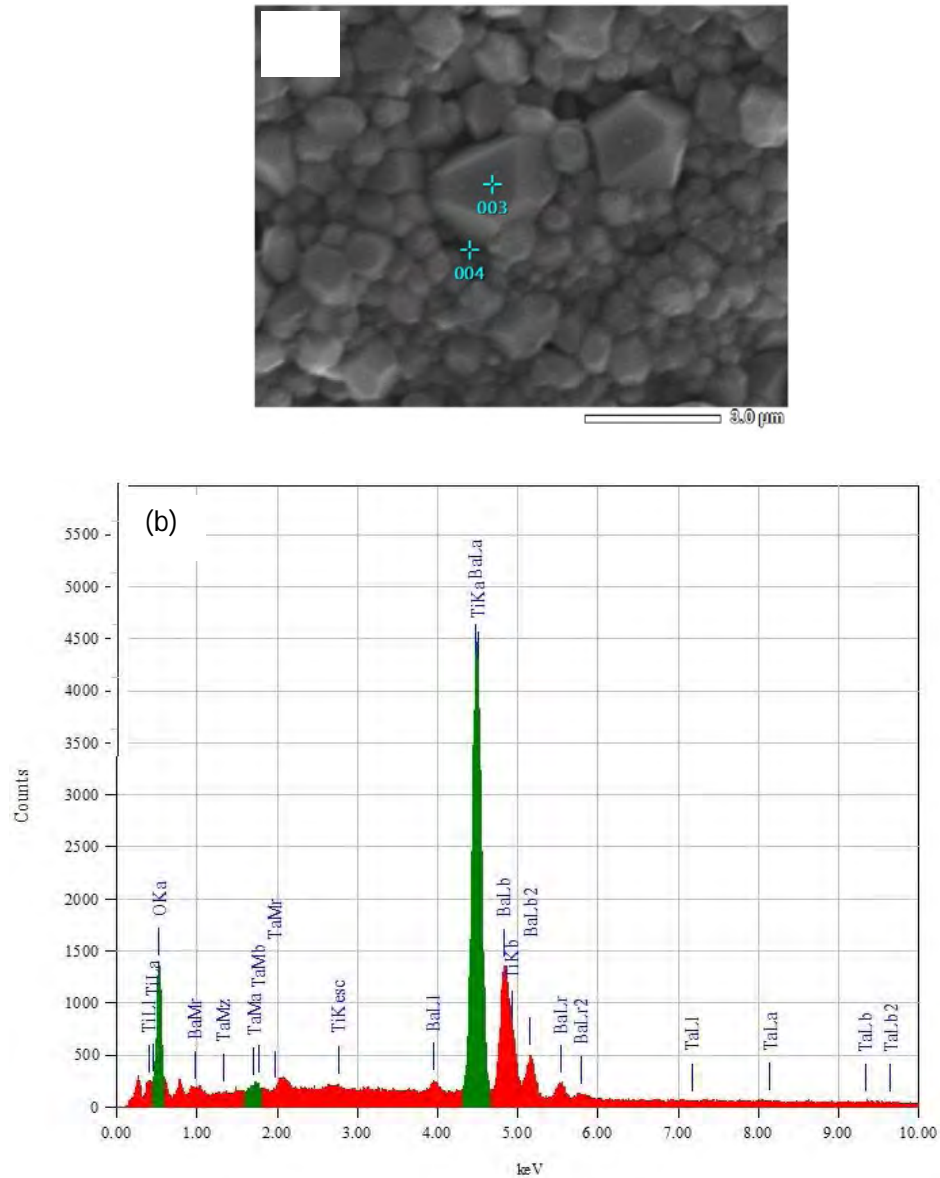 003
004
3.0 µm
(b)
Counts
5500
5000
4500
4000
3500
3000
2500
2000
1500
1000
500
0
TiLl
TiLa
OKa
BaMr
TaMz
TaMa
TaMb
TaMr
TiKesc
BaLl
TiKa
BaLa
BaLb
TiKb
BaLb2
BaLr
BaLr2
TaLl
TaLa
TaLb
TaLb2
0.00 1.00 2.00 3.00 4.00 5.00 6.00 7.00 8.00 9.00 10.00
keV